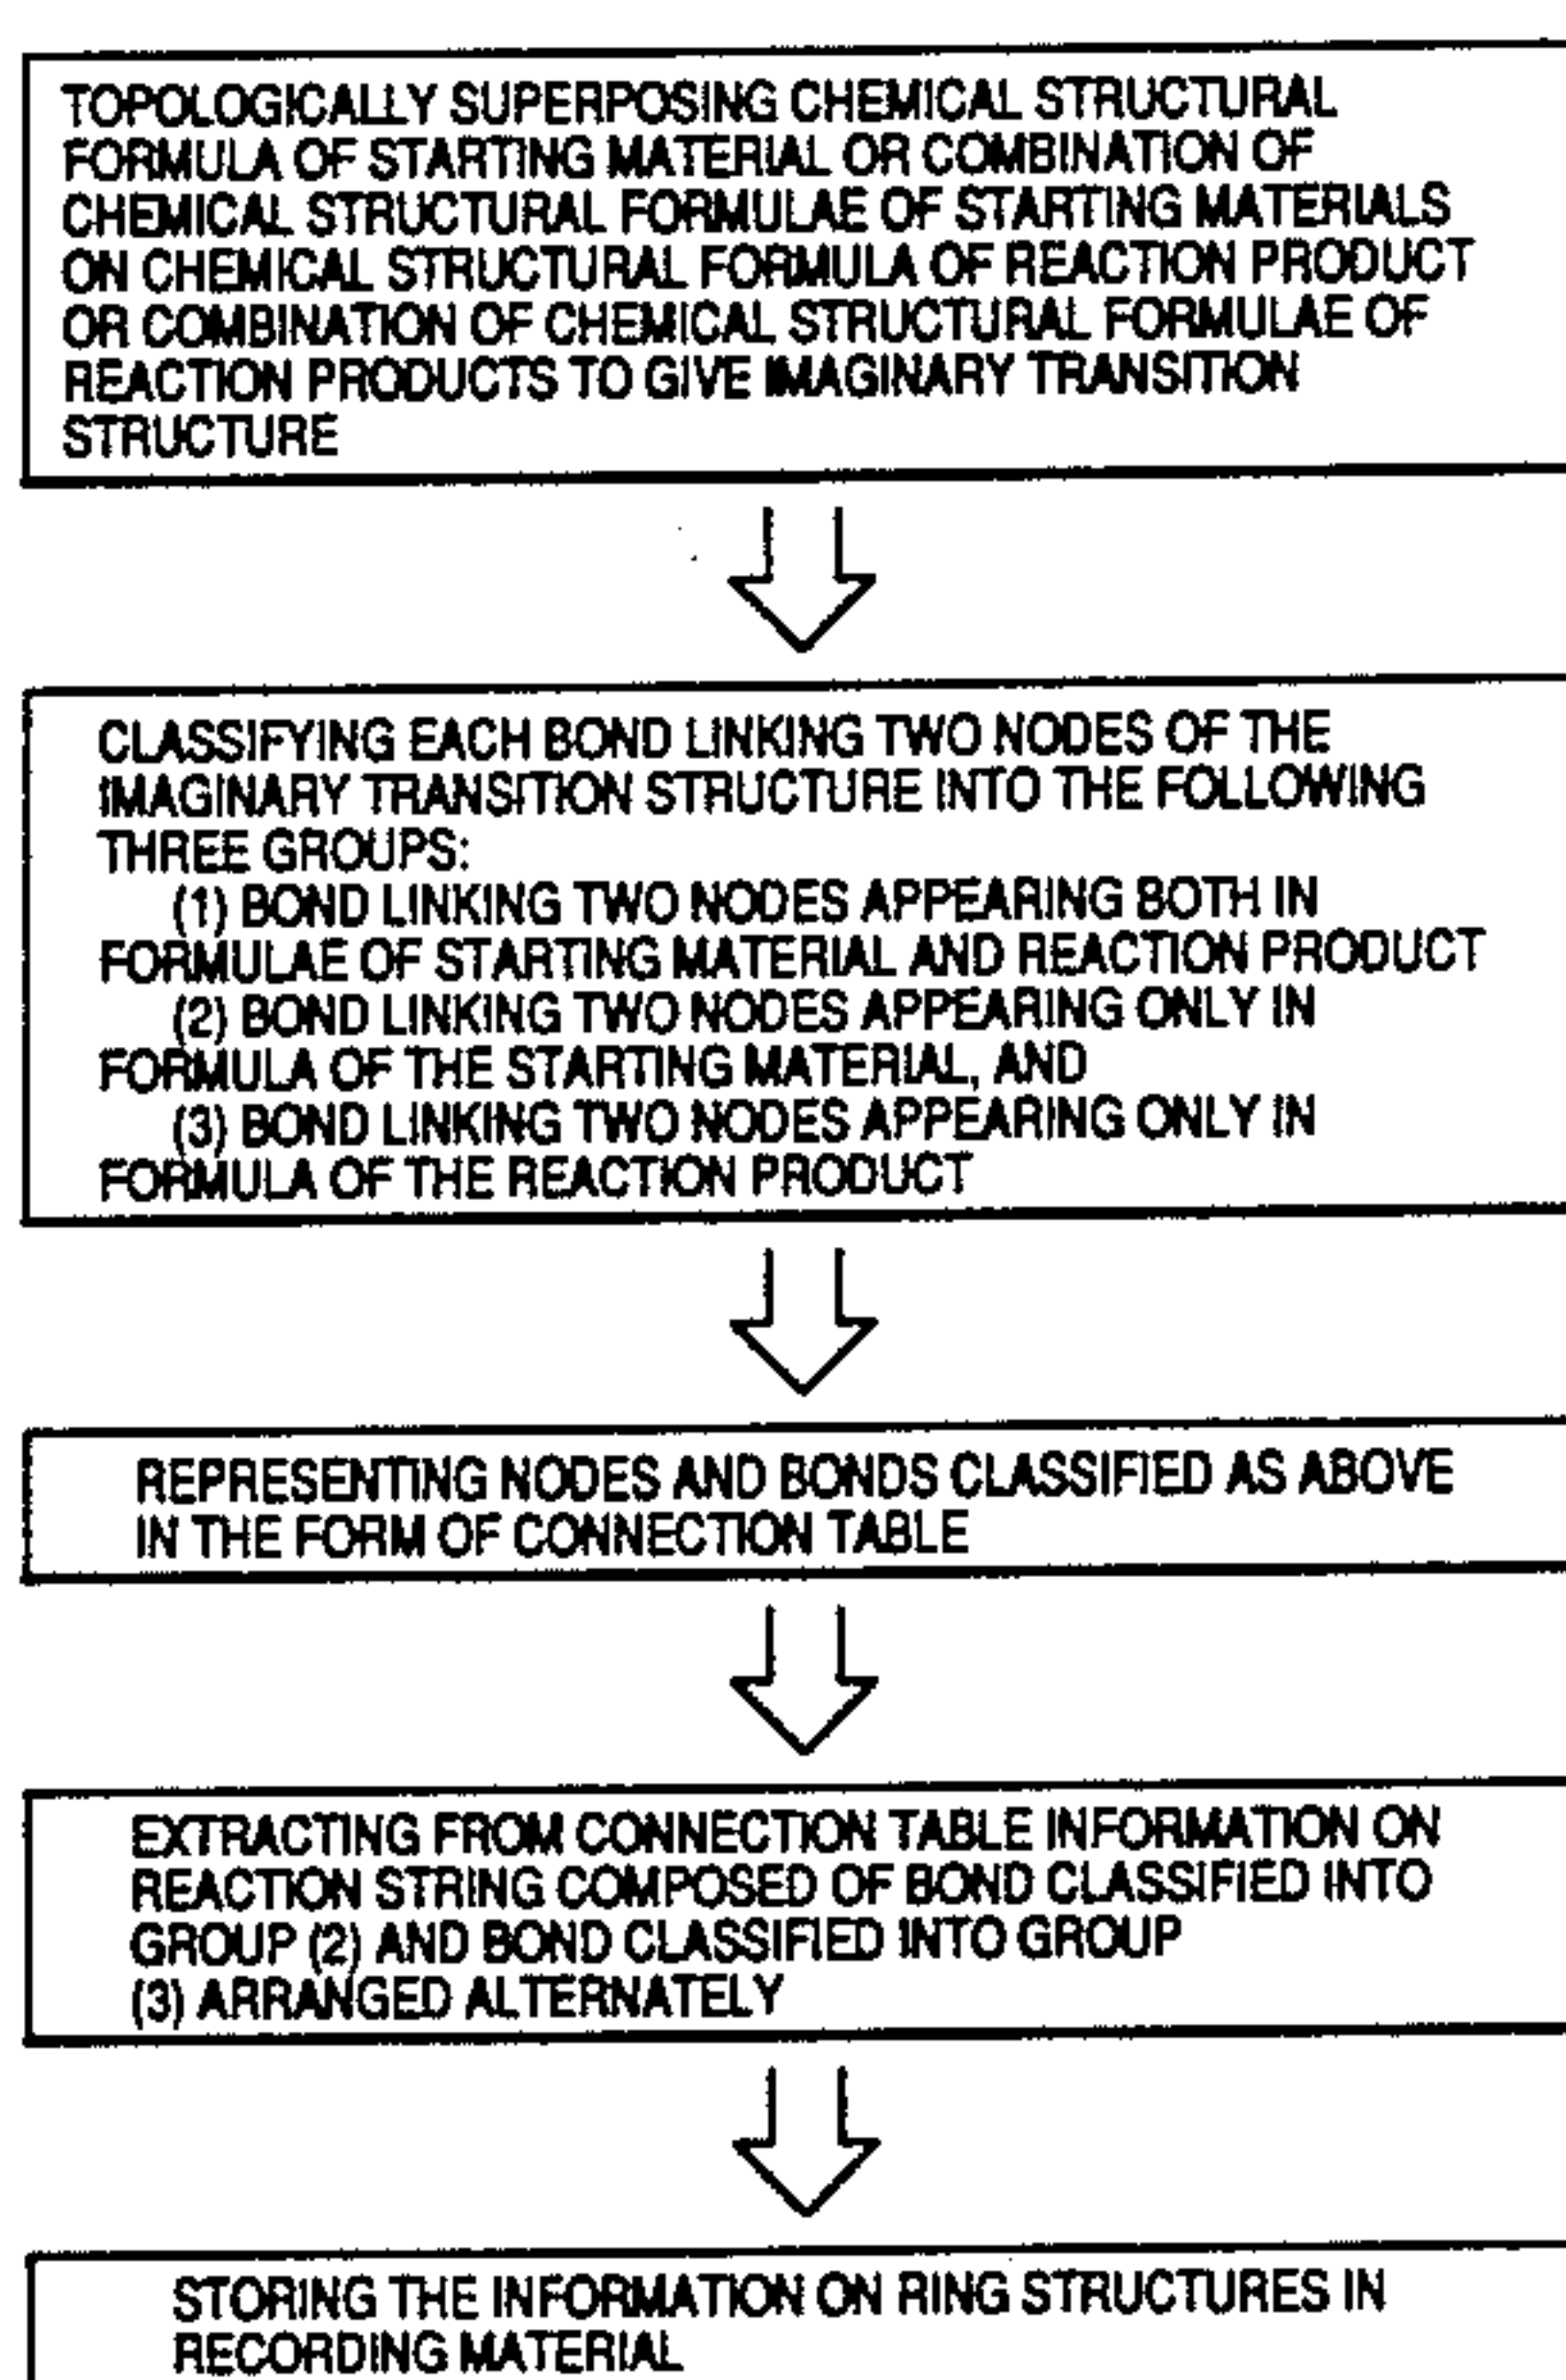 TOPOLOGICALLY SUPERPOSING CHEMICAL STRUCTURAL
FORMULA OF STARTING MATERIAL OR COMBINATION OF
CHEMICAL STRUCTURAL FORMULAE OF STARTING MATERIALS
ON CHEMICAL STRUCTURAL FORMULA OF REACTION PRODUCT
OR COMBINATION OF CHEMICAL STRUCTURAL FORMULAE OF
REACTION PRODUCTS TO GIVE IMAGINARY TRANSITION
STRUCTURE
CLASSIFYING EACH BOND LINKING TWO NODES OF THE
IMAGINARY TRANSITION STRUCTURE INTO THE FOLLOWING
THREE GROUPS:
(1) BOND LINKING TWO NODES APPEARING BOTH IN
FORMULAE OF STARTING MATERIAL AND REACTION PRODUCT
(2) BOND LINKING TWO NODES APPEARING ONLY IN
FORMULA OF THE STARTING MATERIAL, AND
(3) BOND LINKING TWO NODES APPEARING ONLY IN
FORMULA OF THE REACTION PRODUCT
REPRESENTING NODES AND BONDS CLASSIFIED AS ABOVE
IN THE FORM OF CONNECTION TABLE
EXTRACTING FROM CONNECTION TABLE INFORMATION ON
REACTION STRING COMPOSED OF BOND CLASSIFIED INTO
GROUP (2) AND BOND CLASSIFIED INTO GROUP
(3) ARRANGED ALTERNATELY
STORING THE INFORMATION ON RING STRUCTURES IN
RECORDING MATERIAL